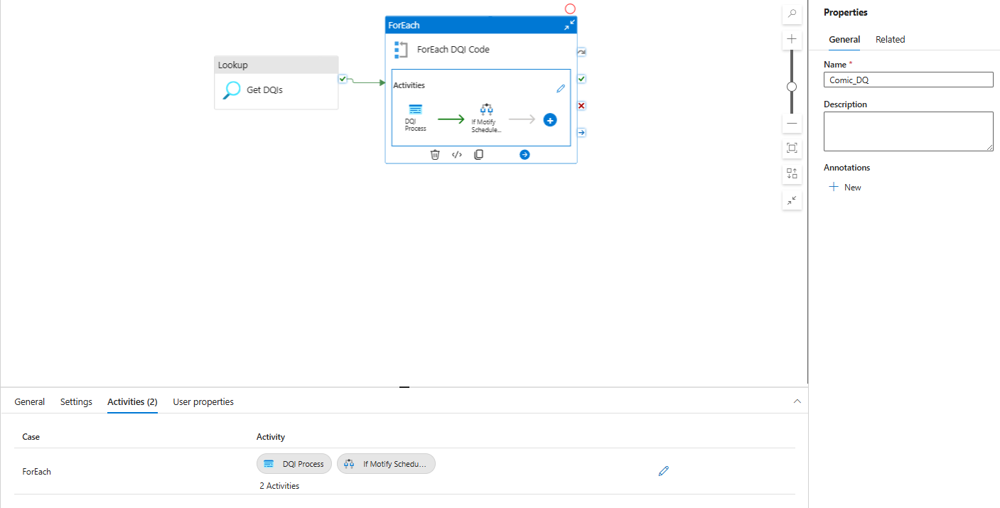 ForEach
ForEach DQI Code
Lookup
Get DQIs
Activities
DQI
Process
If Motify
Schedule...
Properties
General Related
Name *
Comic_DQ
Description
Annotations
New
General Settings Activities (2) User properties
Case Activity
ForEach
DQI Process If Motify Schedu...
2 Activities